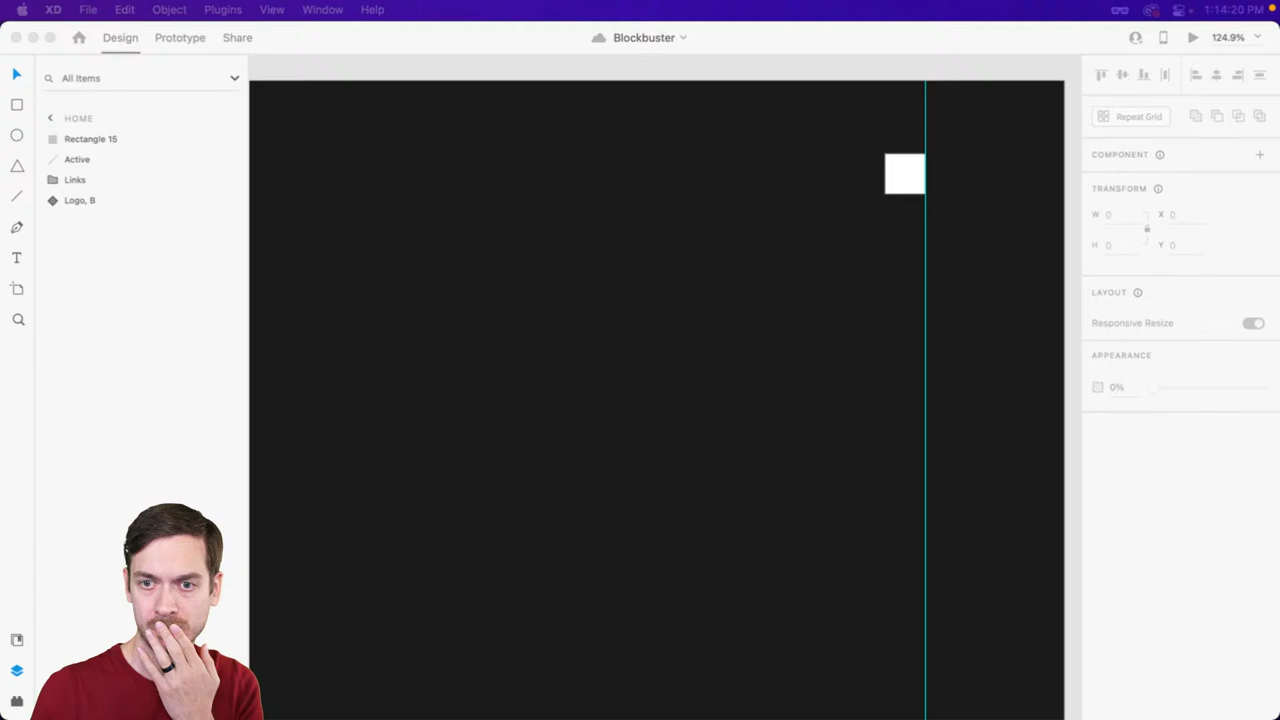 XD File Edit Object Plugins View Window Help 1:14:20 PM
Design Prototype Share Blockbuster 124.9%
All Items
HOME
Rectangle 15
Active
Links
Logo, B
T
Repeat Grid
COMPONENT
TRANSFORM
W 0 X 0
H 0 Y 0
LAYOUT
Responsive Resize
APPEARANCE
0%